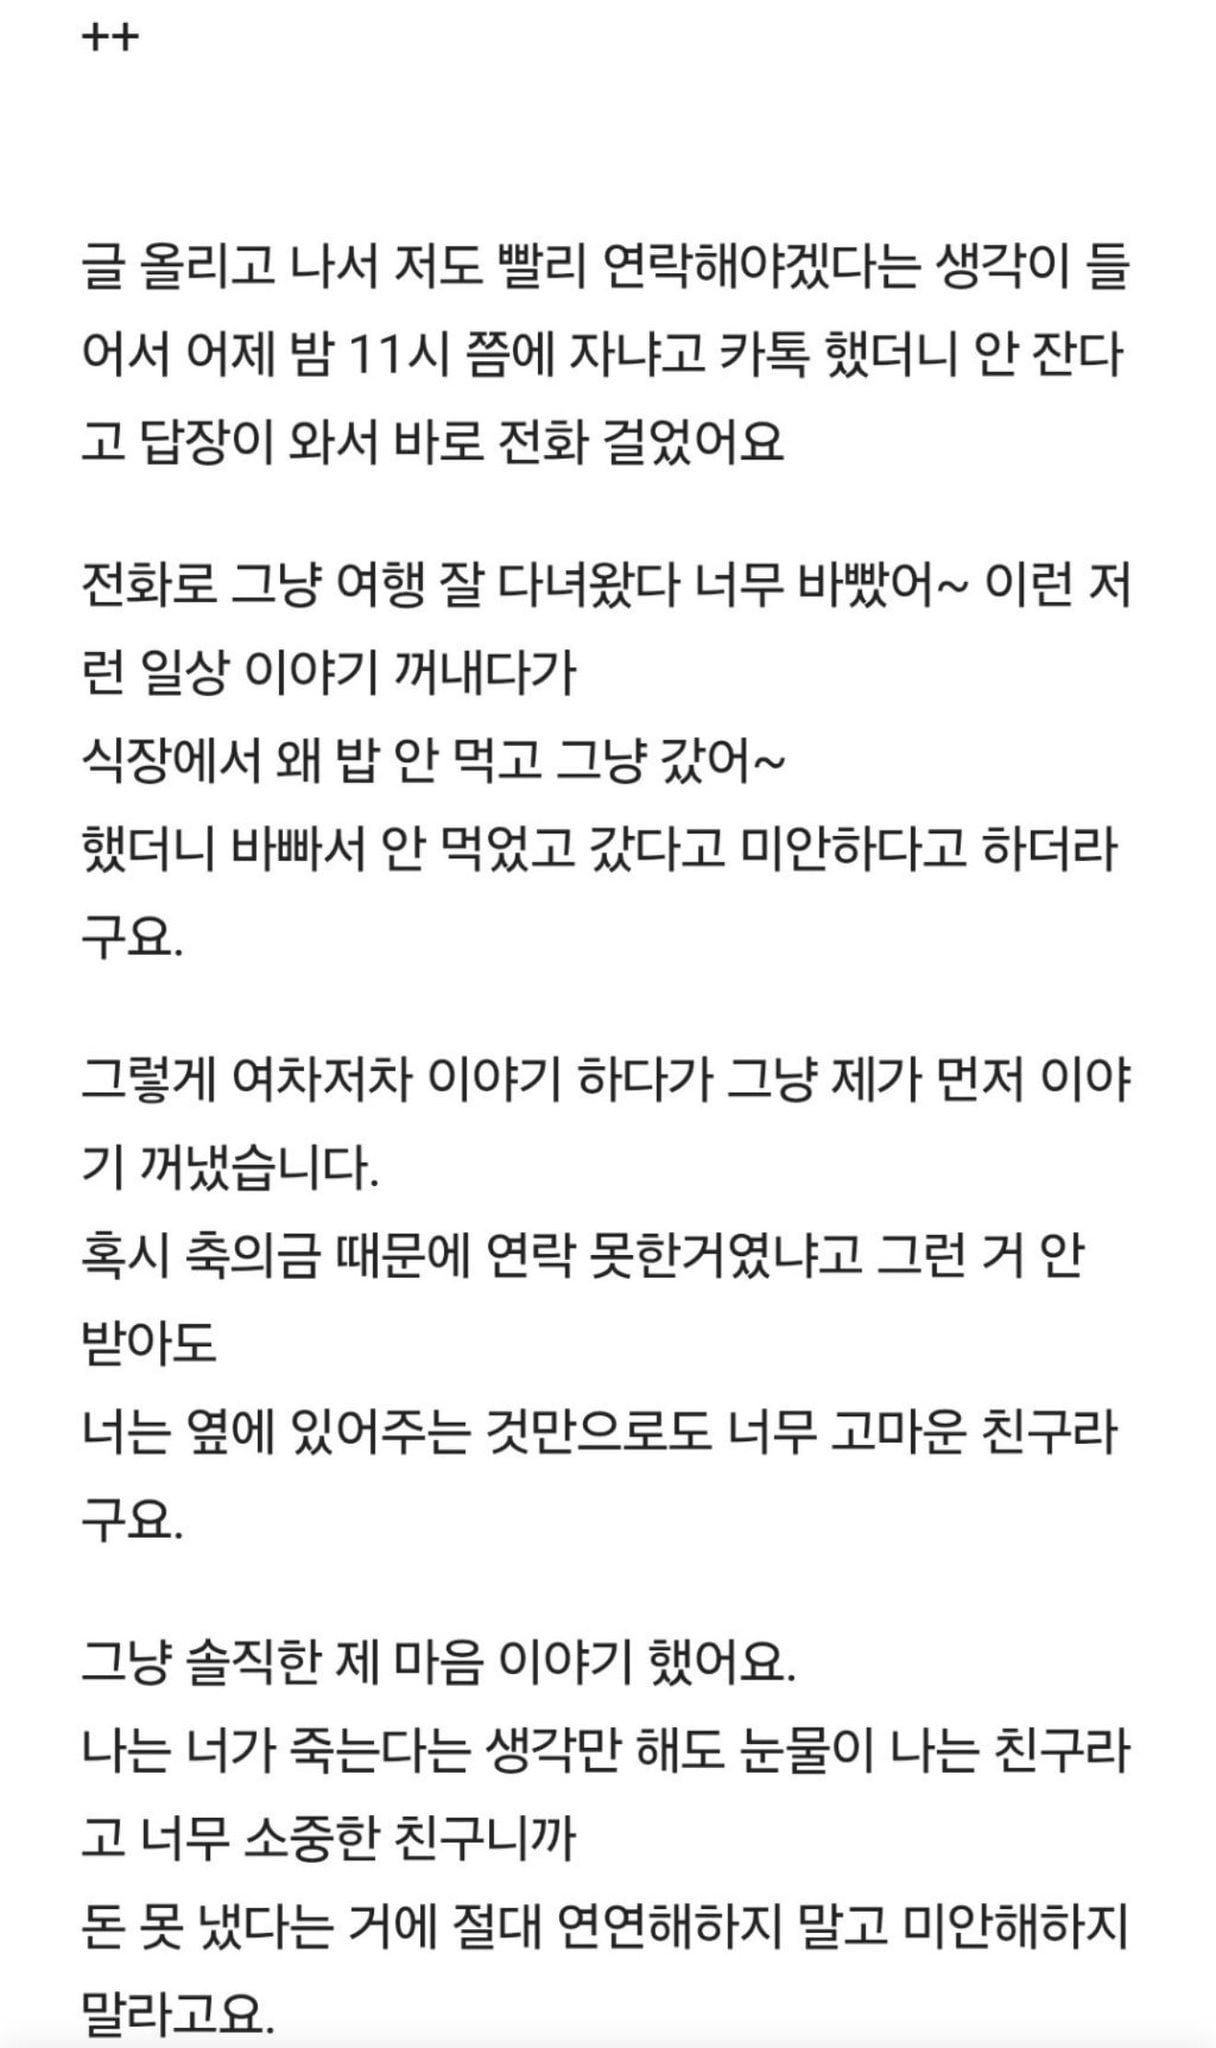 ++
글 올리고 나서 저도 빨리 연락해야겠다는 생각이 들
어서 어제 밤 11시 쯤에 자냐고 카톡 했더니 안 잔다
고 답장이 와서 바로 전화 걸었어요
전화로 그냥 여행 잘 다녀왔다 너무 바빴어~ 이런 저
런 일상 이야기 꺼내다가
식장에서 왜 밥 안 먹고 그냥 갔어~
했더니 바빠서 안 먹었고 갔다고 미안하다고 하더라
구요.
그렇게 여차저차 이야기 하다가 그냥 제가 먼저 이야
기 꺼냈습니다.
혹시 축의금 때문에 연락 못한거였냐고 그런 거 안
받아도
너는 옆에 있어주는 것만으로도 너무 고마운 친구라
구요.
그냥 솔직한 제 마음 이야기 했어요.
나는 너가 죽는다는 생각만 해도 눈물이 나는 친구라
고 너무 소중한 친구니까
돈 못 냈다는 거에 절대 연연해하지 말고 미안해하지
말라고요.